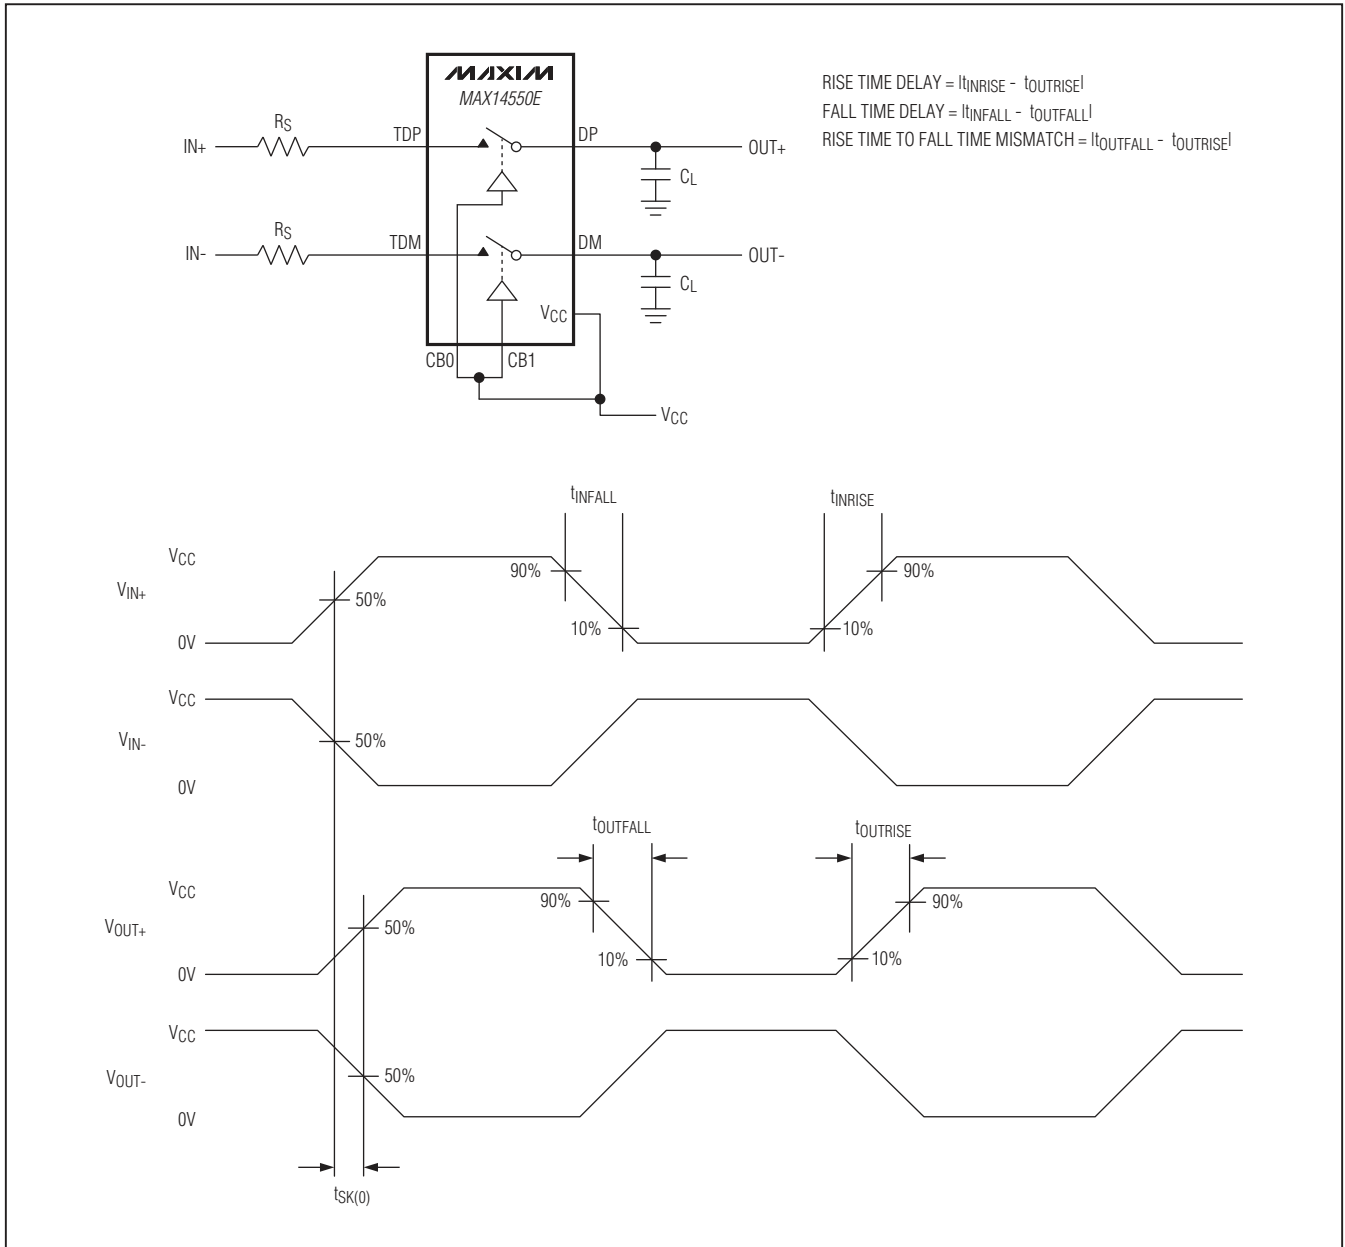 MAXIM
MAX14550E
RISE TIME DELAY = |tINRISE - tOUTRISE|
FALL TIME DELAY = |tINFALL - tOUTFALL|
RISE TIME TO FALL TIME MISMATCH = |tOUTFALL - tOUTRISE|
IN+ RS TDP DP OUT+
CL
IN- RS TDM DM OUT-
CL
VCC
CB0 CB1
VCC
tINFALL tINRISE
VCC
90% 90%
VIN+ 50%
10% 10%
0V
VCC
VIN- 50%
0V
tOUTFALL tOUTRISE
VCC
90% 90%
VOUT+ 50%
10% 10%
0V
VCC
VOUT- 50%
0V
tSK(0)